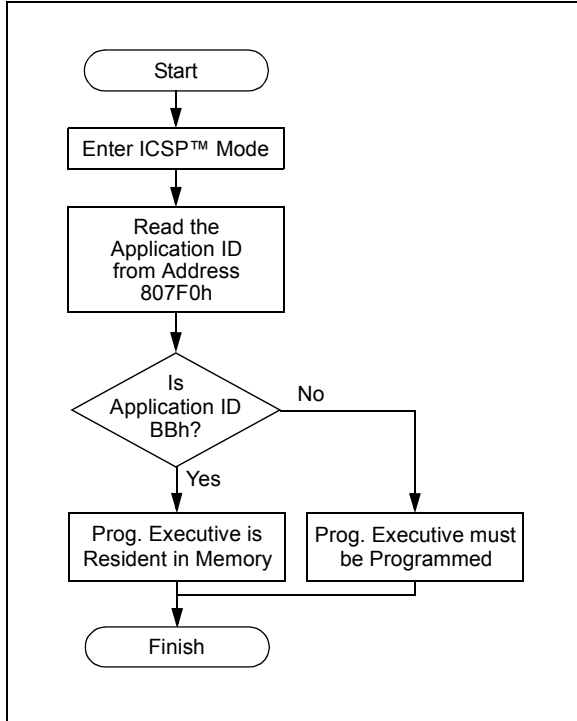 Start
Enter ICSP™ Mode
Read the
Application ID
from Address
807F0h
Is
Application ID
BBh?
No
Yes
Prog. Executive is
Resident in Memory
Prog. Executive must
be Programmed
Finish